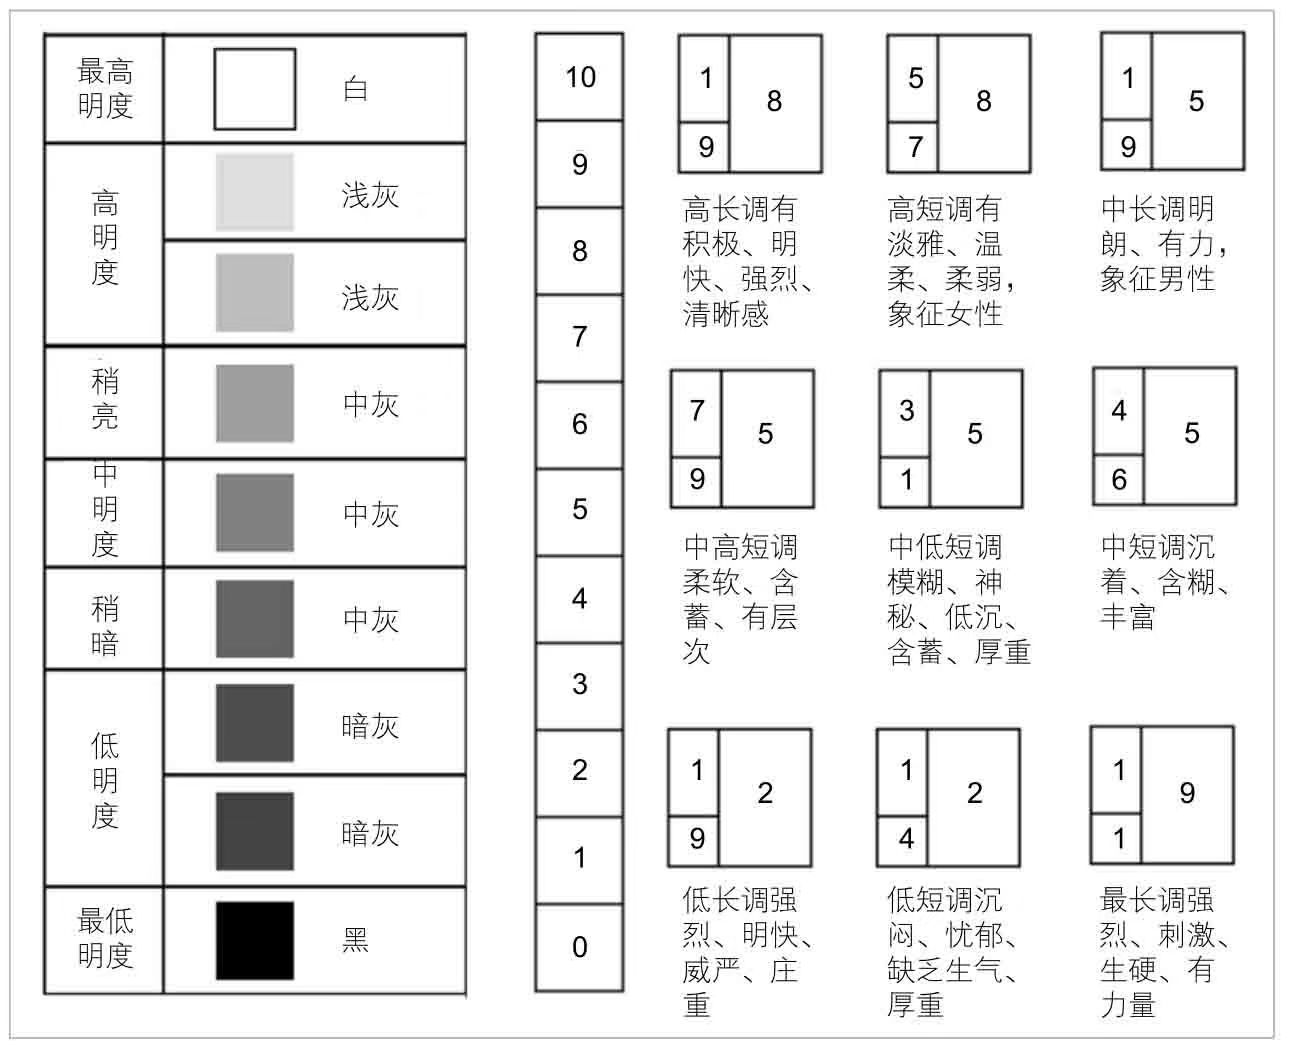 最高
明度
白
高
明
度
浅灰
浅灰
稍
亮
中灰
中
明
度
中灰
稍
暗
中灰
低
明
度
暗灰
暗灰
最低
明度
黑
10
9
8
7
6
5
4
3
2
1
0
1
8
9
高长调有
积极、明
快、强烈、
清晰感
5
8
7
高短调有
淡雅、温
柔、柔弱，
象征女性
1
5
9
中长调明
朗、有力，
象征男性
7
5
9
中高短调
柔软、含
蓄、有层
次
3
5
1
中低短调
模糊、神
秘、低沉、
含蓄、厚重
4
5
6
中短调沉
着、含糊、
丰富
1
2
9
低长调强
烈、明快、
威严、庄
重
1
2
4
低短调沉
闷、忧郁、
缺乏生气、
厚重
1
9
1
最长调强
烈、刺激、
生硬、有
力量